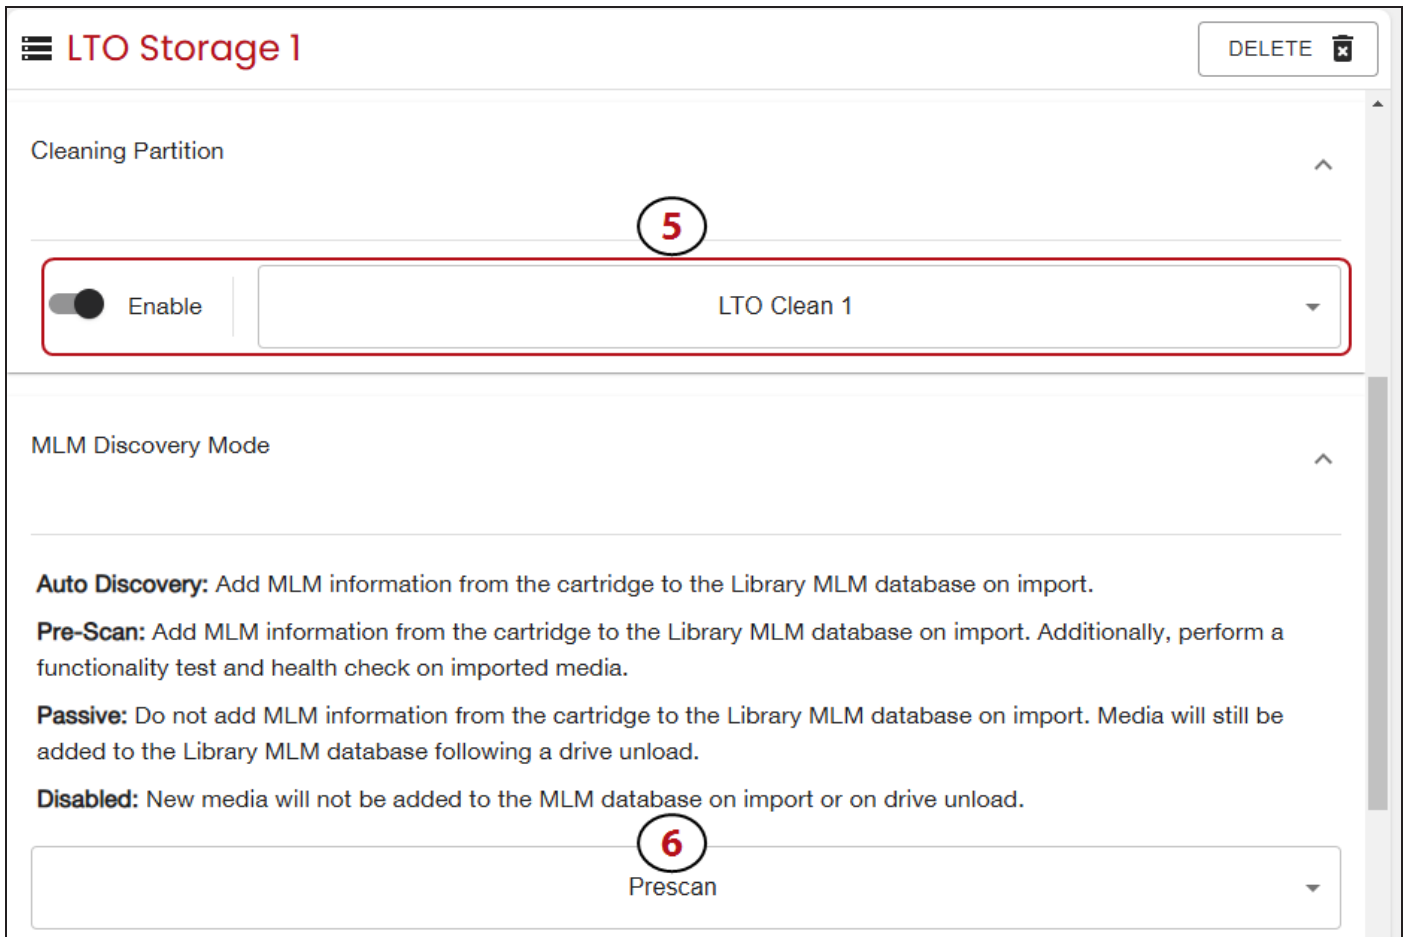 LTO Storage 1
DELETE
Cleaning Partition
5
Enable
LTO Clean 1
MLM Discovery Mode
Auto Discovery: Add MLM information from the cartridge to the Library MLM database on import.
Pre-Scan: Add MLM information from the cartridge to the Library MLM database on import. Additionally, perform a
functionality test and health check on imported media.
Passive: Do not add MLM information from the cartridge to the Library MLM database on import. Media will still be
added to the Library MLM database following a drive unload.
Disabled: New media will not be added to the MLM database on import or on drive unload.
6
Prescan